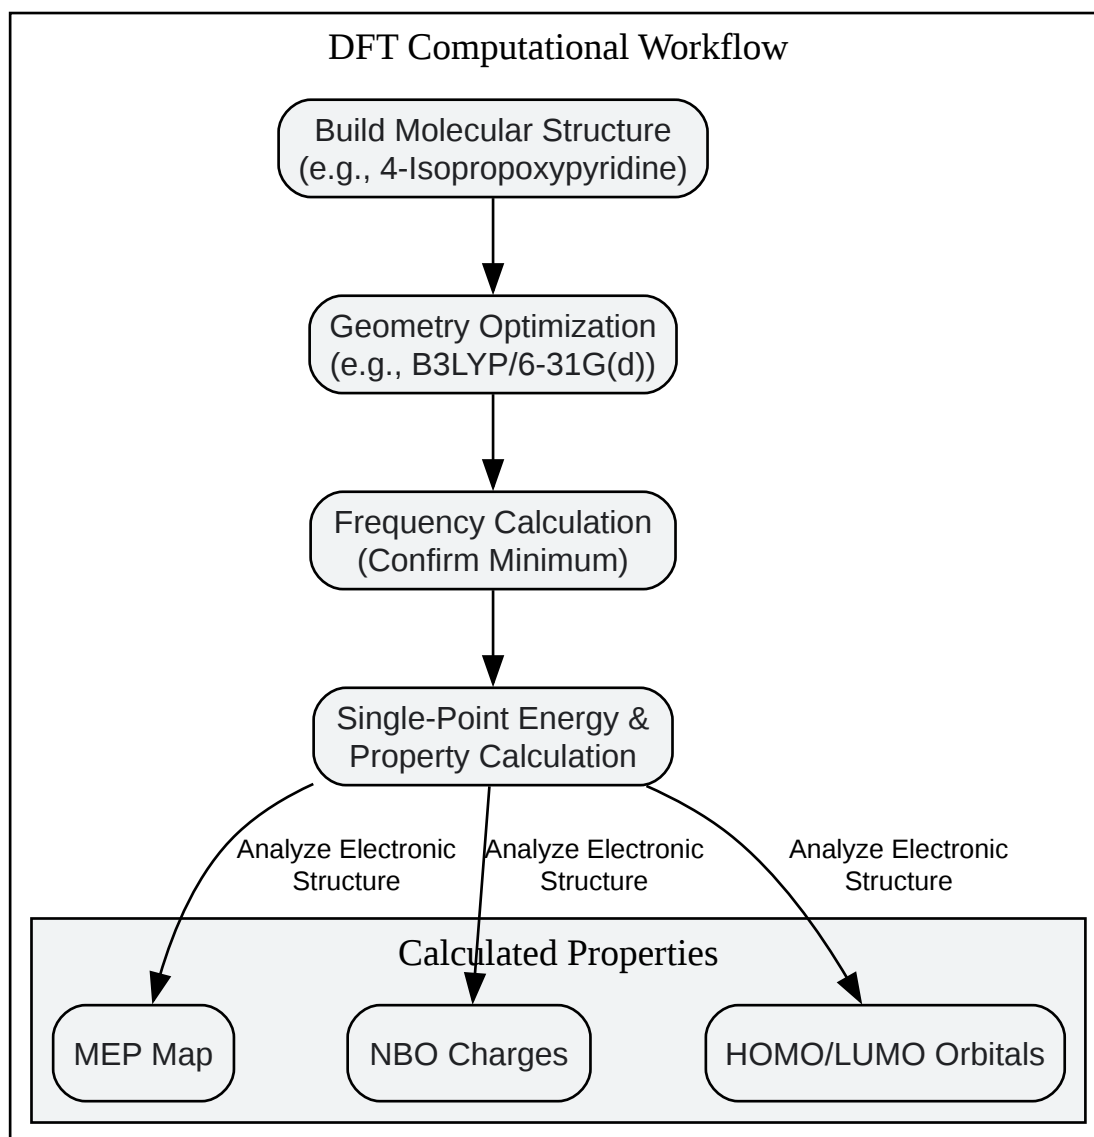 DFT Computational Workflow
Build Molecular Structure
(e.g., 4-Isopropoxypyridine)
Geometry Optimization
(e.g., B3LYP/6-31G(d))
Frequency Calculation
(Confirm Minimum)
Single-Point Energy &
Property Calculation
Analyze Electronic
Structure
Analyze Electronic
Structure
Analyze Electronic
Structure
Calculated Properties
MEP Map
NBO Charges
HOMO/LUMO Orbitals